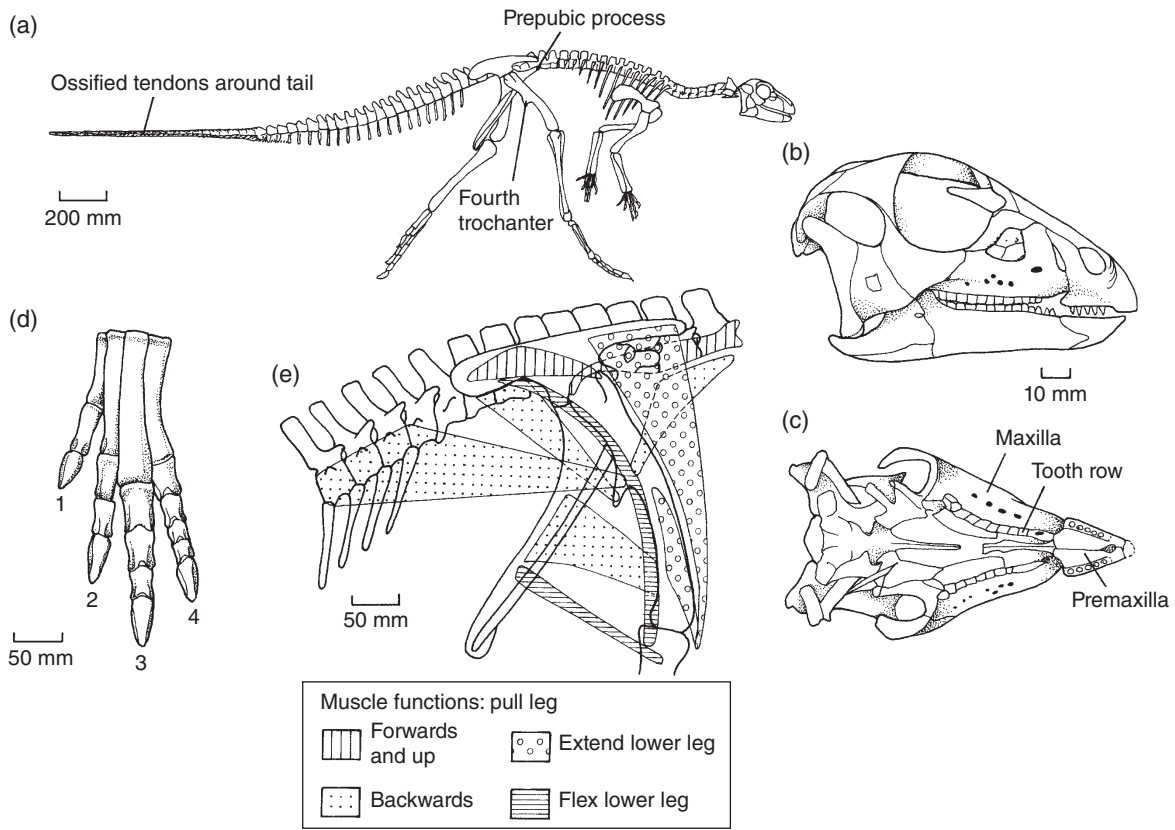 (a)
Prepubic process
Ossified tendons around tail
200 mm
Fourth
trochanter
(b)
10 mm
(c)
Maxilla
Tooth row
Premaxilla
(d)
1
2
3
4
50 mm
(e)
50 mm
Muscle functions: pull leg
Forwards
and up
Extend lower leg
Backwards
Flex lower leg